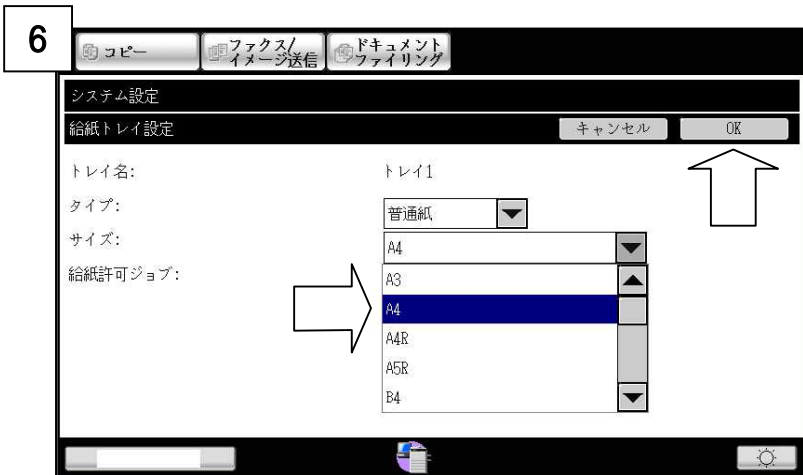 6
コピー
ファクス/
イメージ送信
ドキュメント
ファイリング
システム設定
給紙トレイ設定
キャンセル
OK
トレイ名:
トレイ1
タイプ:
普通紙
サイズ:
A4
給紙許可ジョブ:
A3
A4
A4R
A5R
B4